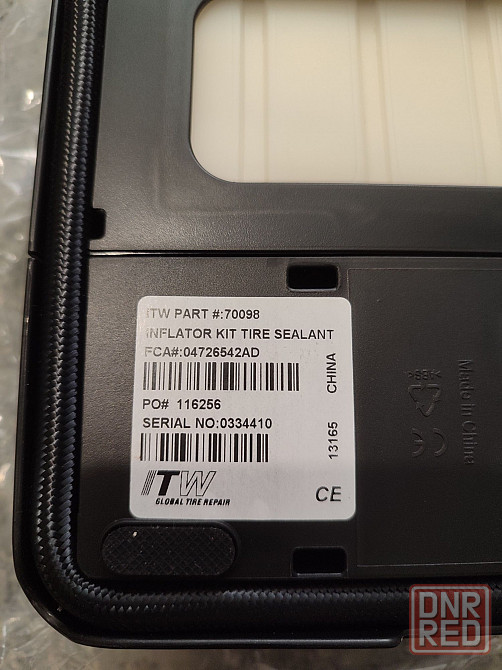 ITW PART #:70098
INFLATOR KIT TIRE SEALANT
FCA#:04726542AD
PO# 116256
SERIAL NO:0334410
ITW
GLOBAL TIRE REPAIR
CE
13165 CHINA
Made in China
CE
DNR
RED